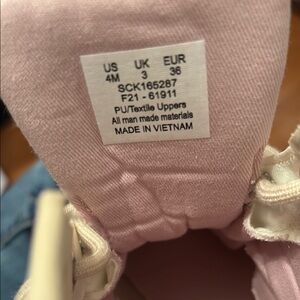 US UK EUR
4M 3 36
SCK165287
F21 - 61911
PU/Textile Uppers
All man made materials
MADE IN VIETNAM